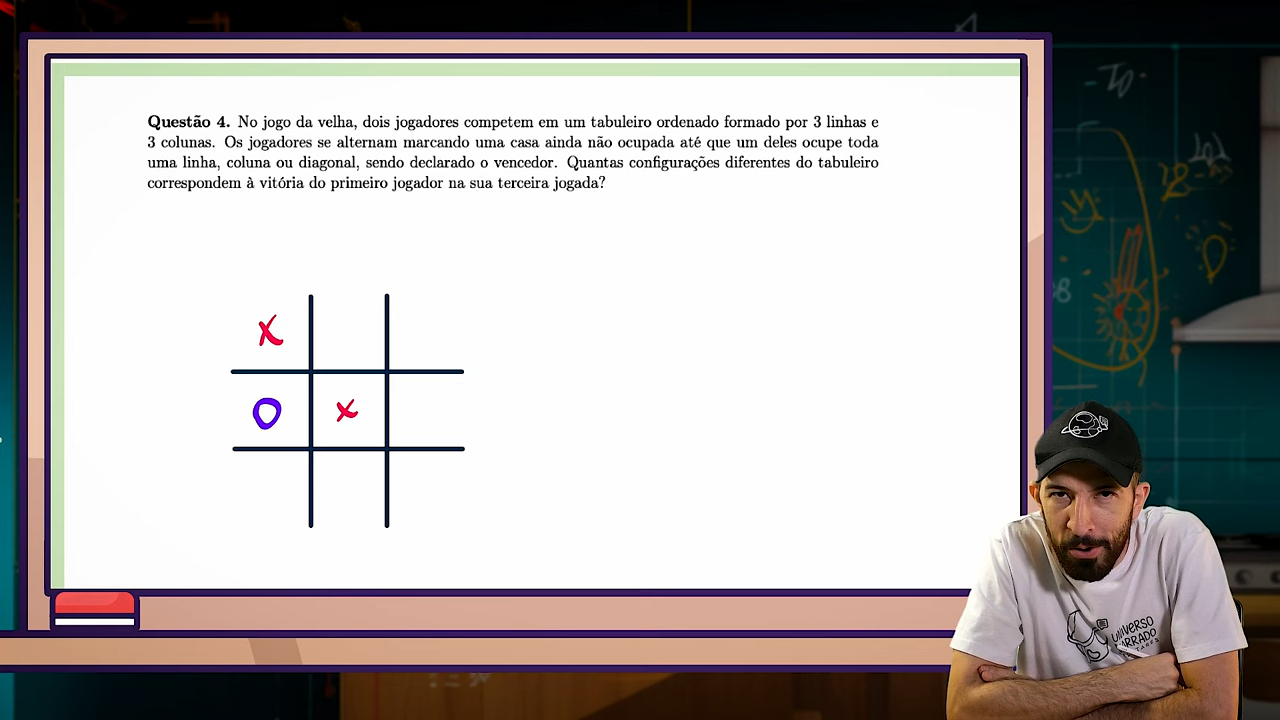 Questão 4. No jogo da velha, dois jogadores competem em um tabuleiro ordenado formado por 3 linhas e
3 colunas. Os jogadores se alternam marcando uma casa ainda não ocupada até que um deles ocupe toda
uma linha, coluna ou diagonal, sendo declarado o vencedor. Quantas configurações diferentes do tabuleiro
correspondem à vitória do primeiro jogador na sua terceira jogada?
X
O X
UNIVERSO